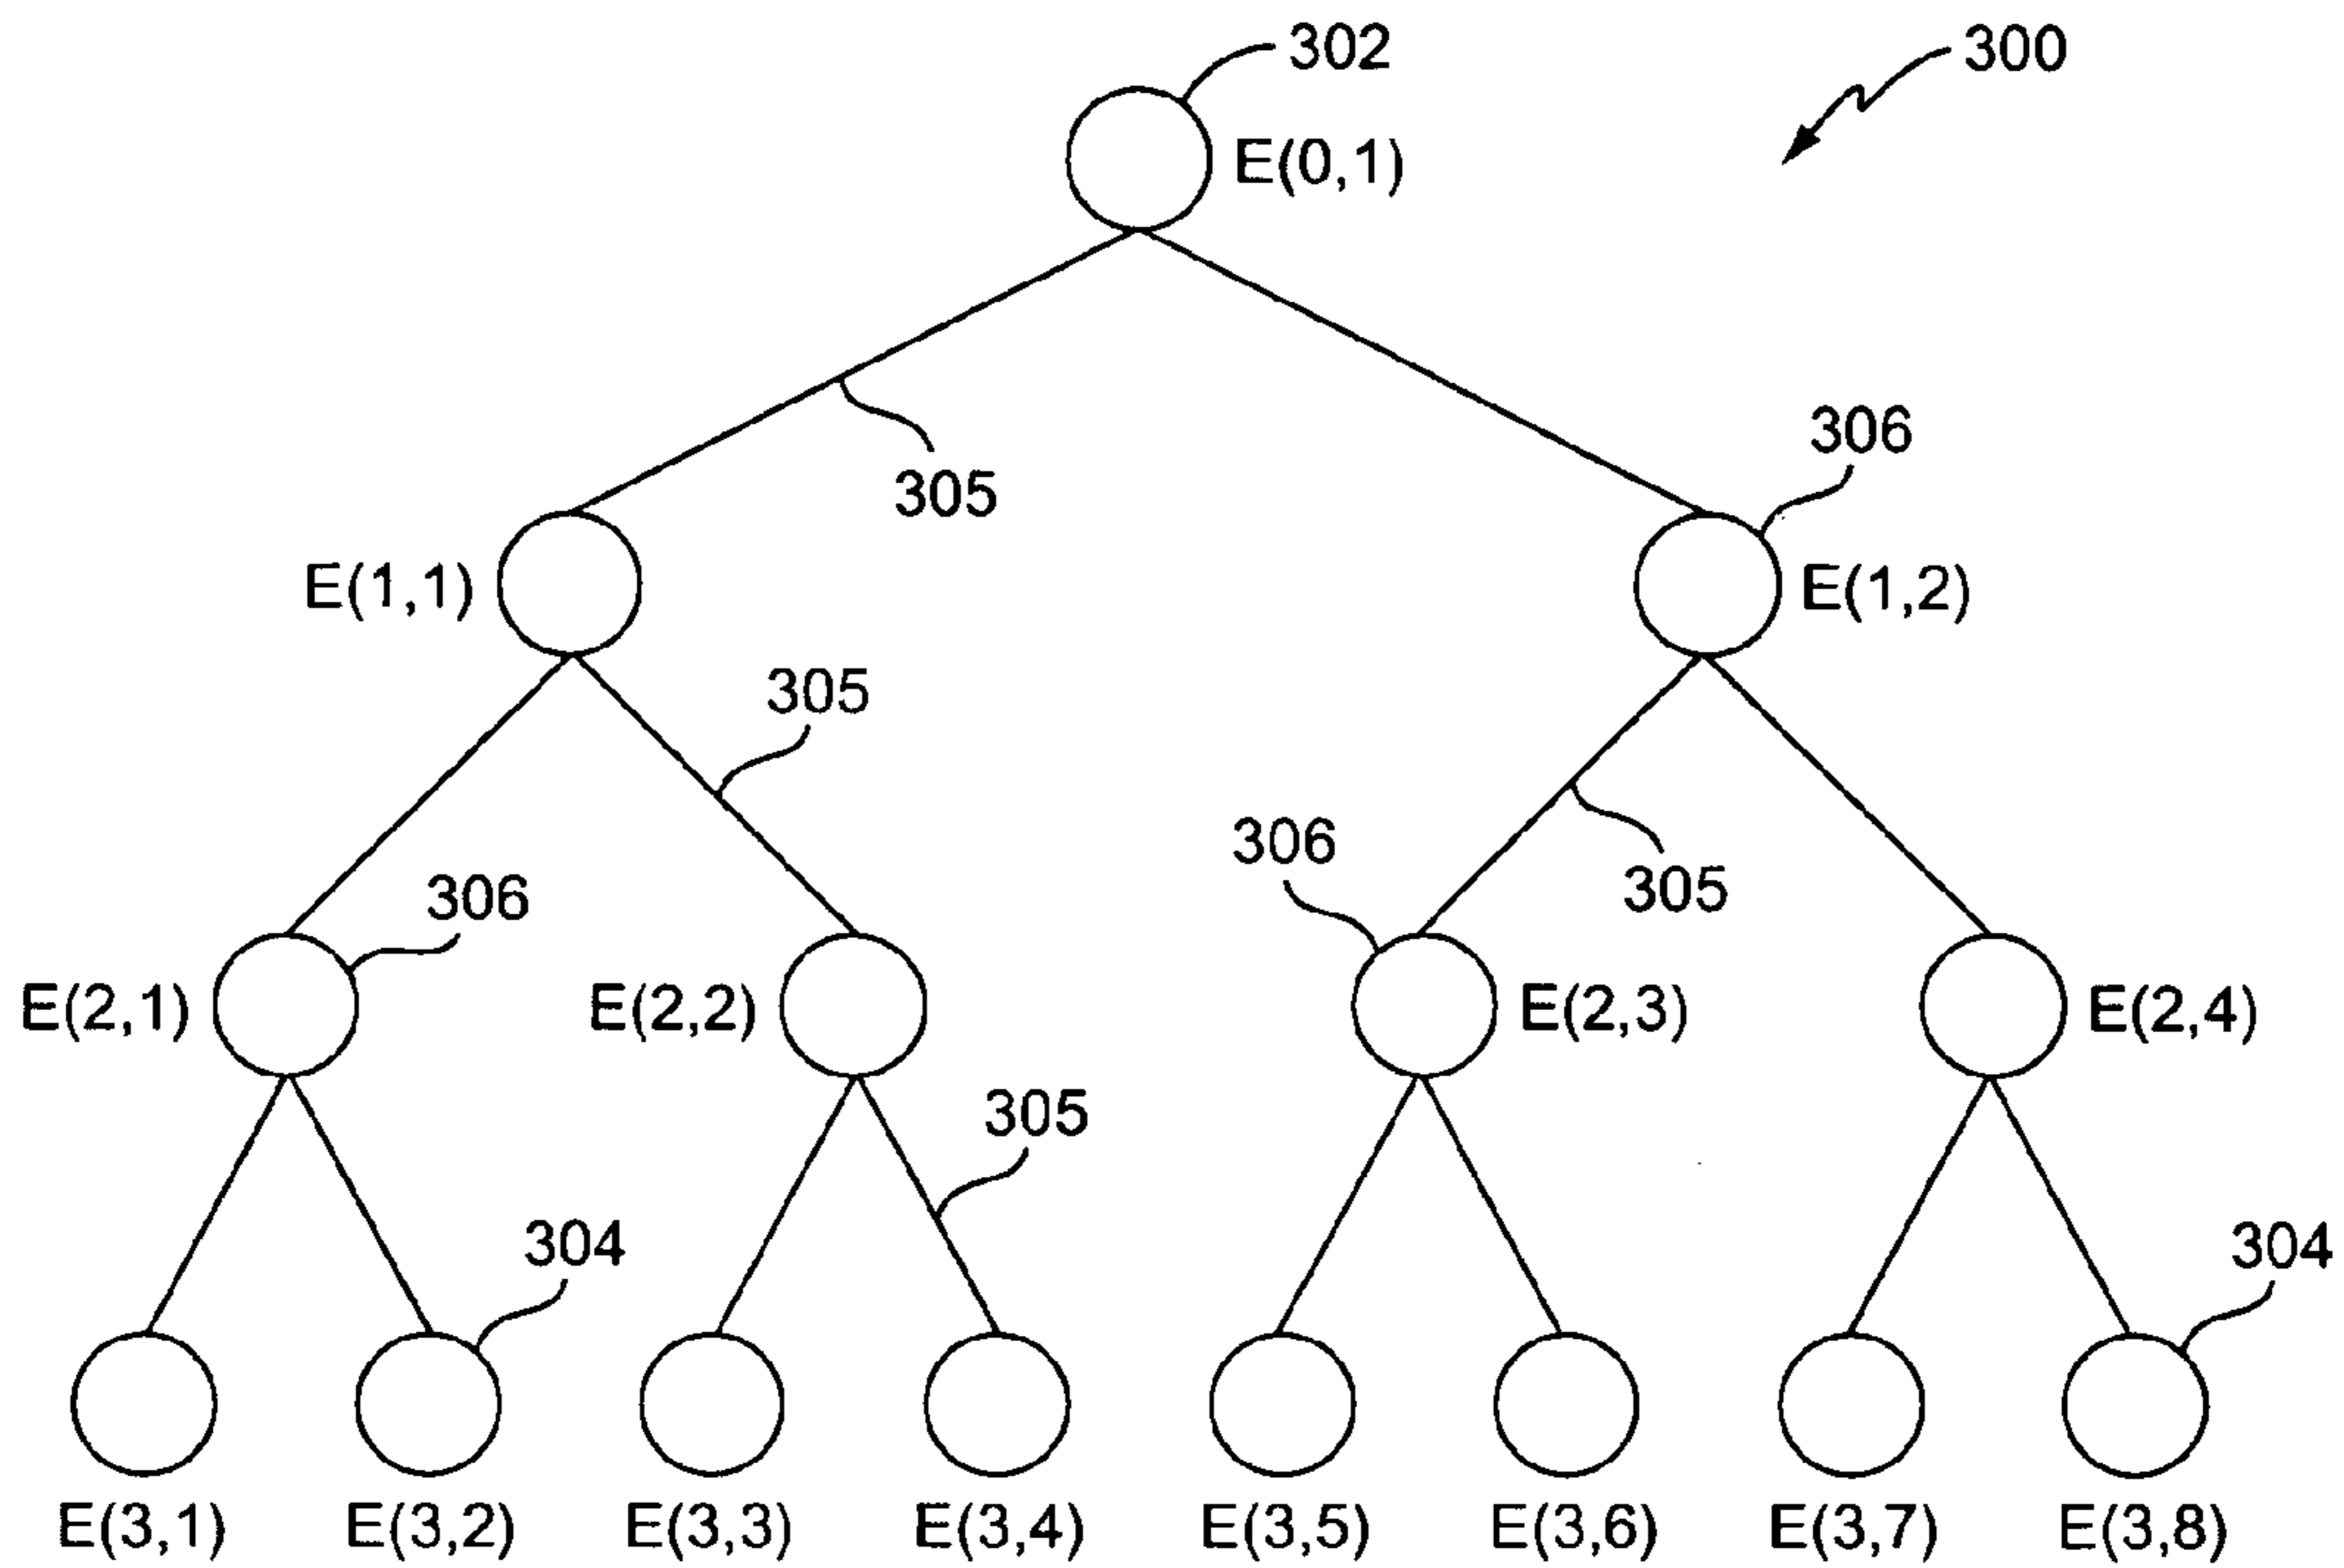 302
300
E(0,1)
306
305
E(1,1)
E(1,2)
305
306
305
306
E(2,1)
E(2,2)
E(2,3)
E(2,4)
305
304
304
E(3,1)
E(3,2)
E(3,3)
E(3,4)
E(3,5)
E(3,6)
E(3,7)
E(3,8)